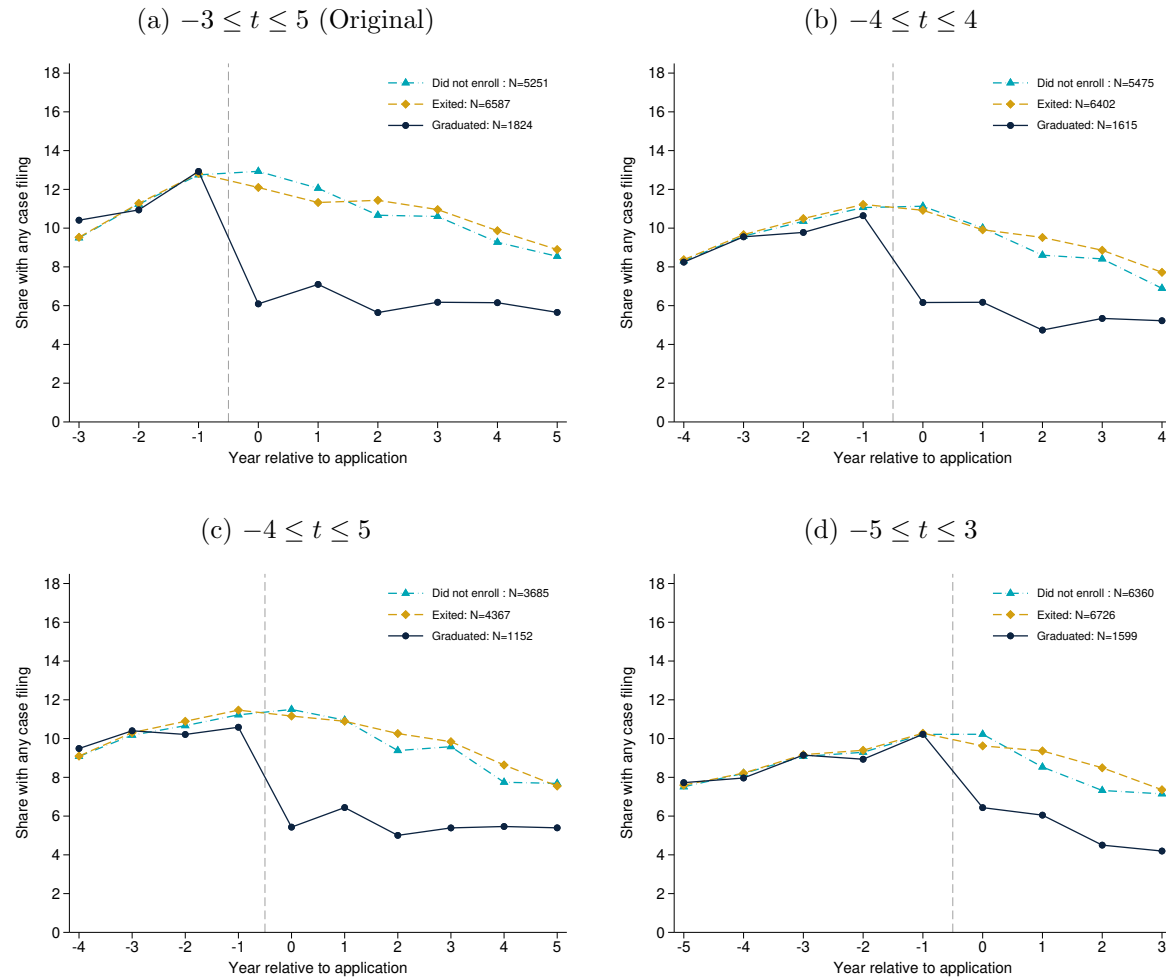 (a) −3 ≤ t ≤ 5 (Original)
18
16
14
12
10
8
6
4
2
0
Share with any case filing
Did not enroll : N=5251
Exited: N=6587
Graduated: N=1824
-3 -2 -1 0 1 2 3 4 5
Year relative to application
(b) −4 ≤ t ≤ 4
18
16
14
12
10
8
6
4
2
0
Share with any case filing
Did not enroll : N=5475
Exited: N=6402
Graduated: N=1615
-4 -3 -2 -1 0 1 2 3 4
Year relative to application
(c) −4 ≤ t ≤ 5
18
16
14
12
10
8
6
4
2
0
Share with any case filing
Did not enroll : N=3685
Exited: N=4367
Graduated: N=1152
-4 -3 -2 -1 0 1 2 3 4 5
Year relative to application
(d) −5 ≤ t ≤ 3
18
16
14
12
10
8
6
4
2
0
Share with any case filing
Did not enroll : N=6360
Exited: N=6726
Graduated: N=1599
-5 -4 -3 -2 -1 0 1 2 3
Year relative to application